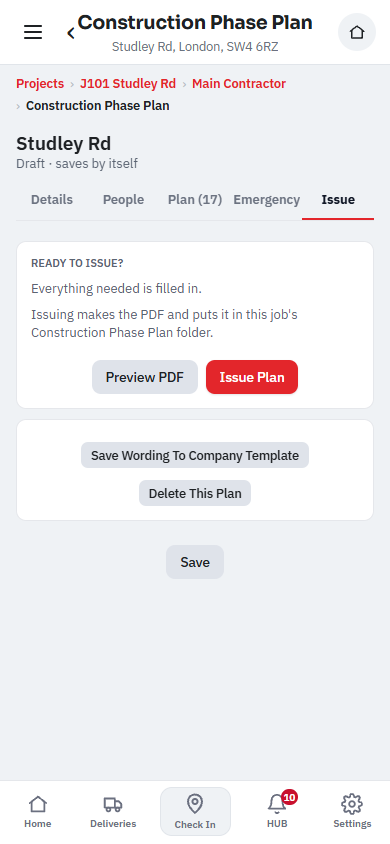 Construction Phase Plan
Studley Rd, London, SW4 6RZ
Projects › J101 Studley Rd › Main Contractor
› Construction Phase Plan
Studley Rd
Draft · saves by itself
Details People Plan (17) Emergency Issue
READY TO ISSUE?
Everything needed is filled in.
Issuing makes the PDF and puts it in this job's
Construction Phase Plan folder.
Preview PDF Issue Plan
Save Wording To Company Template
Delete This Plan
Save
10
Home Deliveries Check In HUB Settings